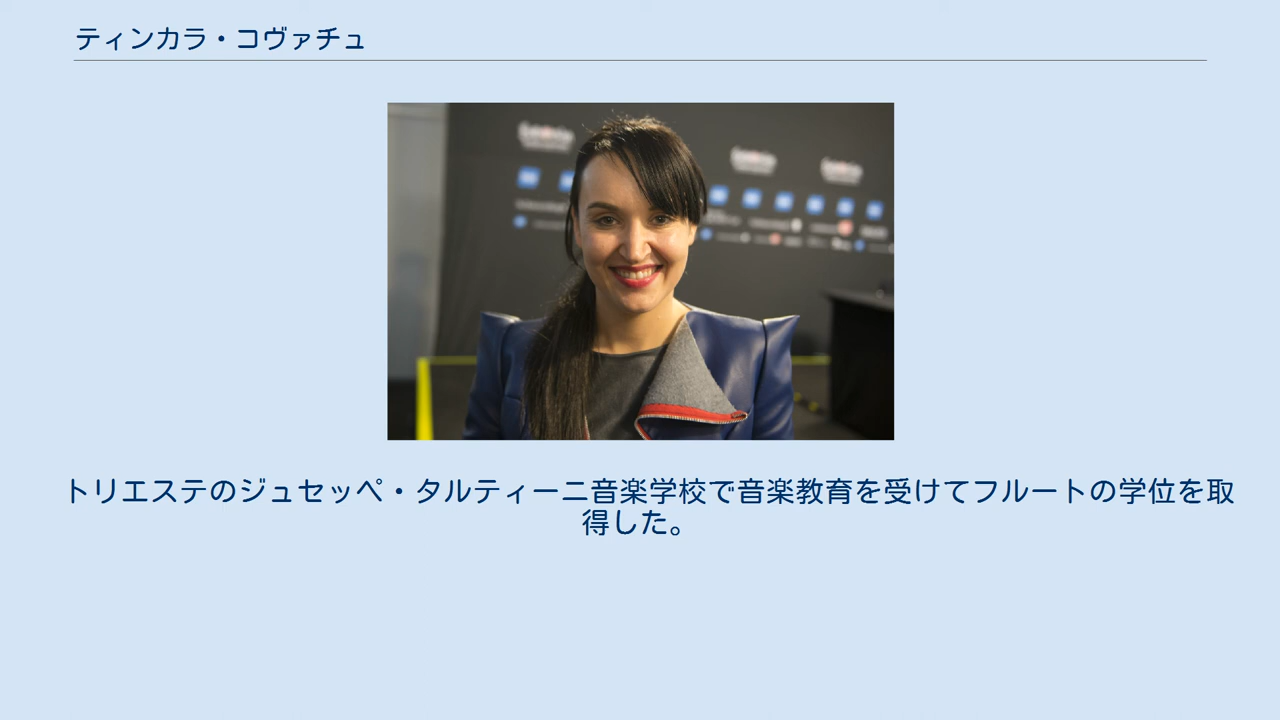 ティンカラ・コヴァチュ
トリエステのジュセッペ・タルティーニ音楽学校で音楽教育を受けてフルートの学位を取
得した。